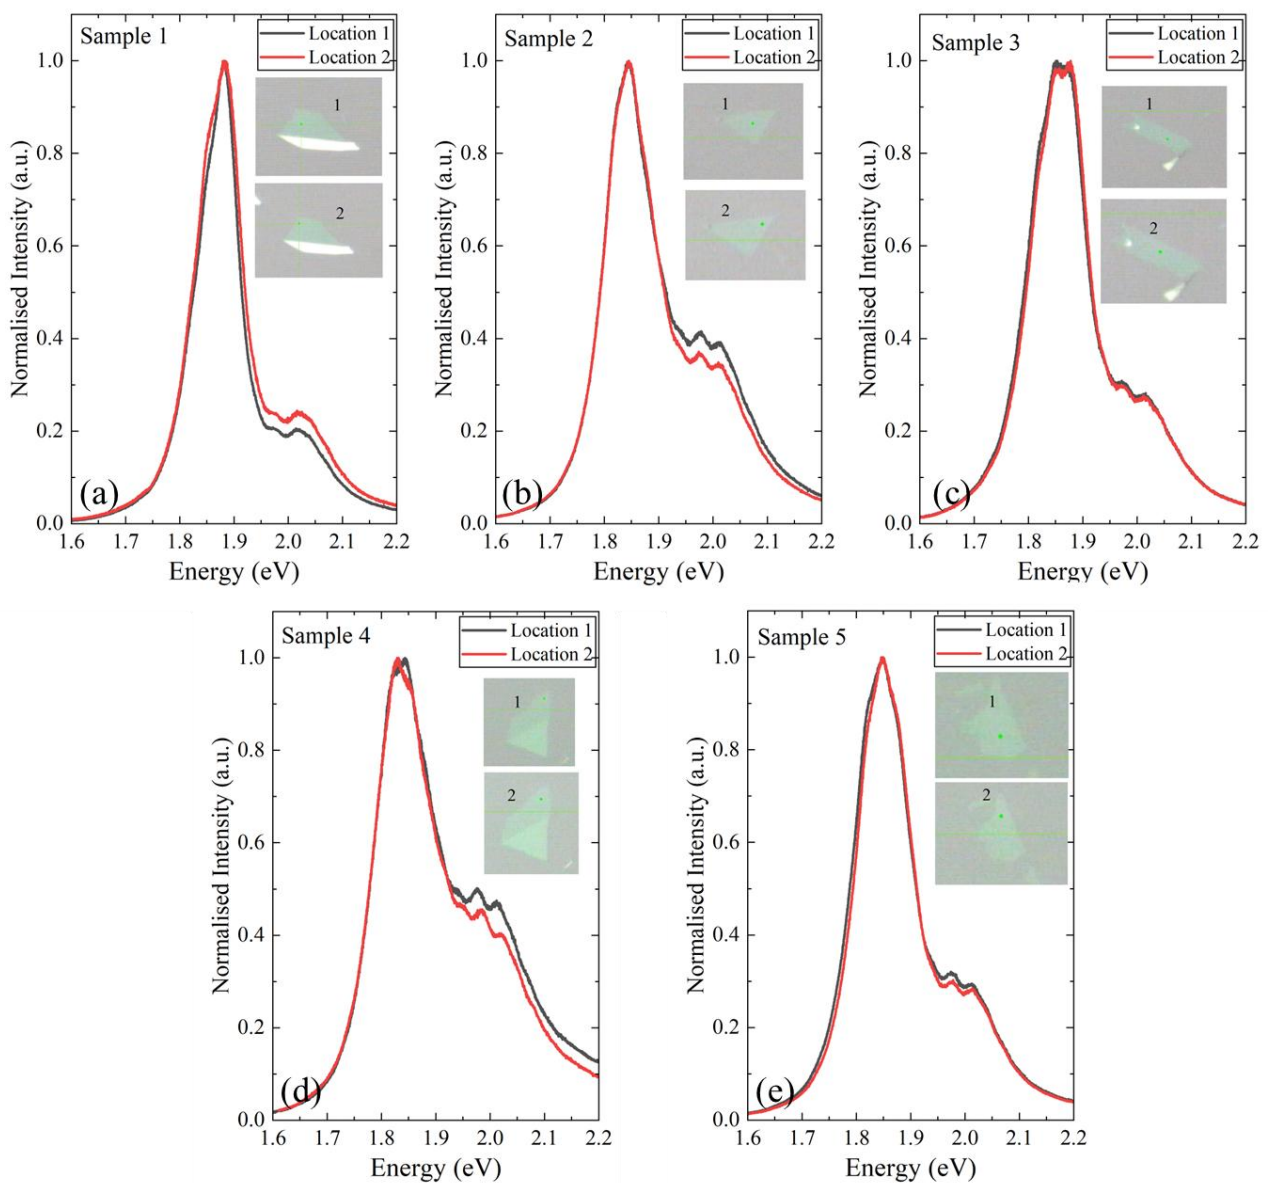 Sample 1
Location 1
Location 2
1
2
1.0
0.8
0.6
0.4
0.2
0.0
Normalised Intensity (a.u.)
(a)
1.6 1.7 1.8 1.9 2.0 2.1 2.2
Energy (eV)
Sample 2
Location 1
Location 2
1
2
1.0
0.8
0.6
0.4
0.2
0.0
Normalised Intensity (a.u.)
(b)
1.6 1.7 1.8 1.9 2.0 2.1 2.2
Energy (eV)
Sample 3
Location 1
Location 2
1
2
1.0
0.8
0.6
0.4
0.2
0.0
Normalised Intensity (a.u.)
(c)
1.6 1.7 1.8 1.9 2.0 2.1 2.2
Energy (eV)
Sample 4
Location 1
Location 2
1
2
1.0
0.8
0.6
0.4
0.2
0.0
Normalised Intensity (a.u.)
(d)
1.6 1.7 1.8 1.9 2.0 2.1 2.2
Energy (eV)
Sample 5
Location 1
Location 2
1
2
1.0
0.8
0.6
0.4
0.2
0.0
Normalised Intensity (a.u.)
(e)
1.6 1.7 1.8 1.9 2.0 2.1 2.2
Energy (eV)